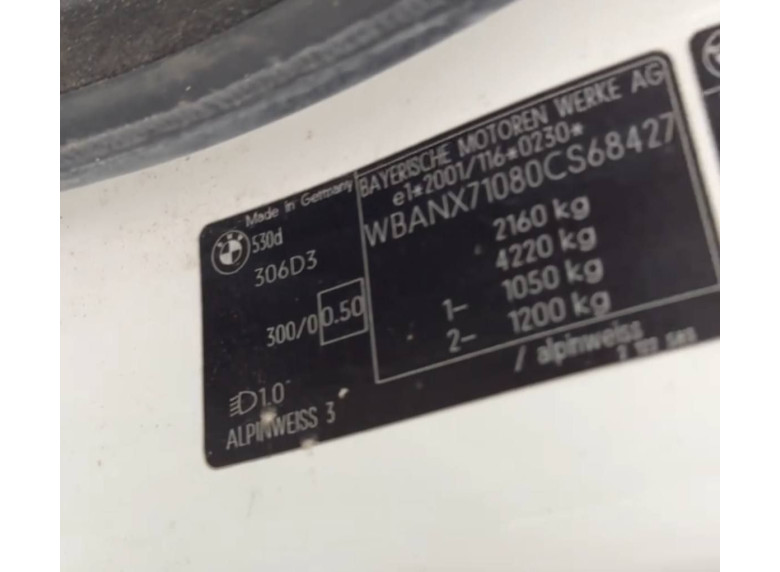 BAYERISCHE MOTOREN WERKE AG
e1*2001/116*0230*
WBANX71080CS68427
2160 kg
4220 kg
1- 1050 kg
2- 1200 kg
Made in Germany
530d
306D3
300/0 0.50
1.0
ALPINWEISS 3 / alpinweiss